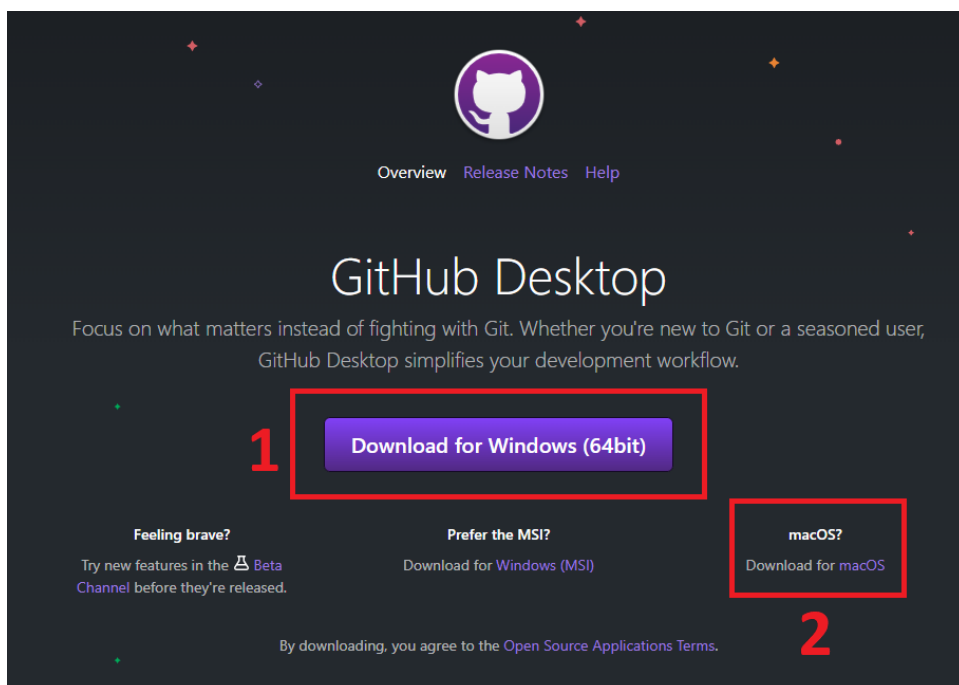 Overview Release Notes Help
GitHub Desktop
Focus on what matters instead of fighting with Git. Whether you're new to Git or a seasoned user,
GitHub Desktop simplifies your development workflow.
1
Download for Windows (64bit)
Feeling brave?
Try new features in the Beta
Channel before they're released.
Prefer the MSI?
Download for Windows (MSI)
macOS?
Download for macOS
2
By downloading, you agree to the Open Source Applications Terms.